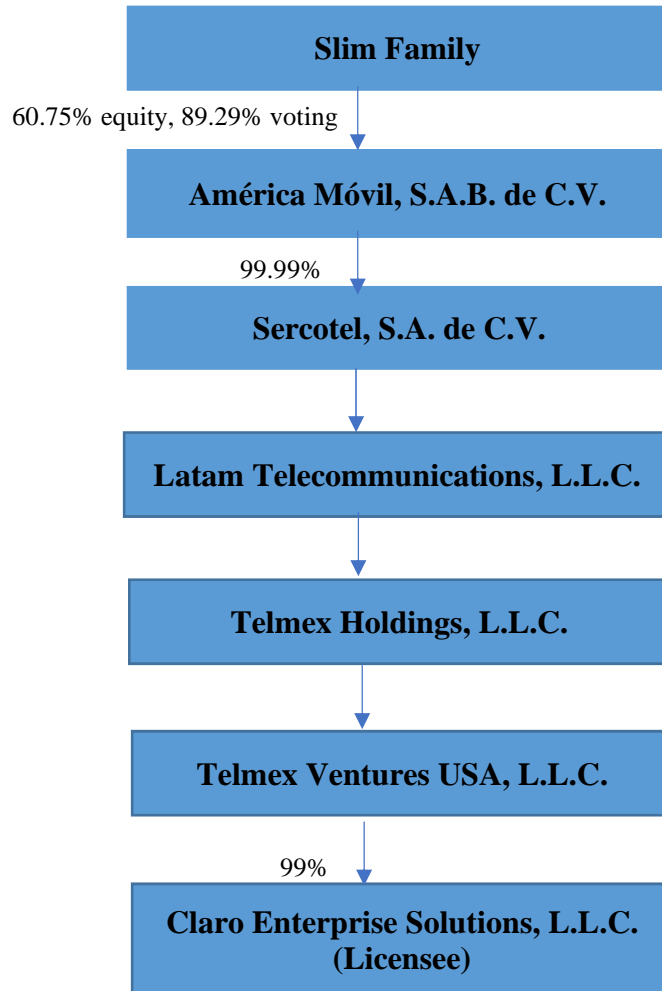 Slim Family
60.75% equity, 89.29% voting
América Móvil, S.A.B. de C.V.
99.99%
Sercotel, S.A. de C.V.
Latam Telecommunications, L.L.C.
Telmex Holdings, L.L.C.
Telmex Ventures USA, L.L.C.
99%
Claro Enterprise Solutions, L.L.C.
(Licensee)